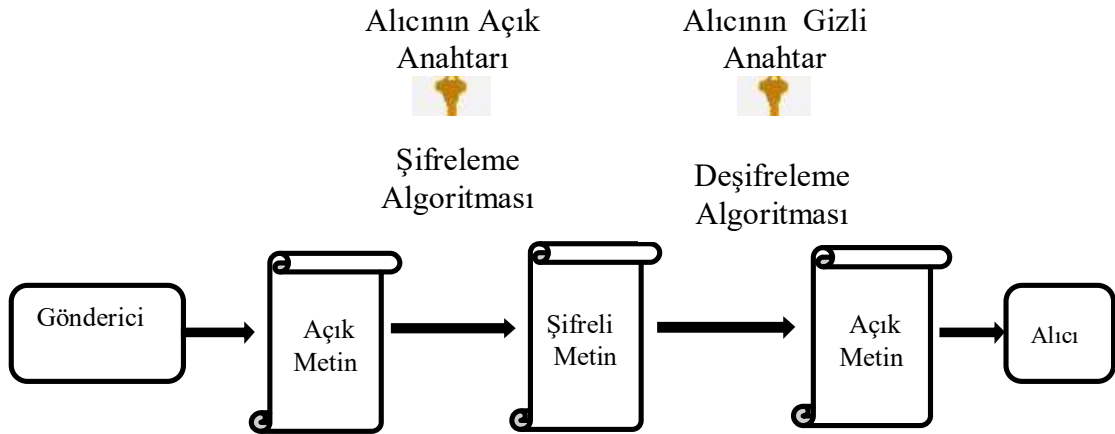 Alıcının Açık
Anahtarı
Alıcının Gizli
Anahtar
Şifreleme
Algoritması
Deşifreleme
Algoritması
Gönderici
Açık
Metin
Şifreli
Metin
Açık
Metin
Alıcı